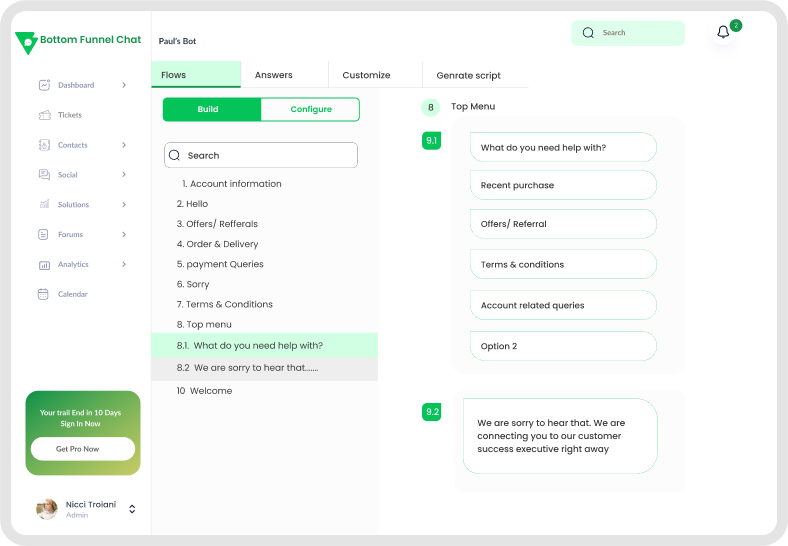 Bottom Funnel Chat
Paul's Bot
Search
2
Dashboard
Tickets
Contacts
Social
Solutions
Forums
Analytics
Calendar
Your trail End in 10 Days
Sign In Now
Get Pro Now
Nicci Troiani
Admin
Flows
Answers
Customize
Genrate script
Build
Configure
Search
1. Account information
2. Hello
3. Offers/ Refferals
4. Order & Delivery
5. payment Queries
6. Sorry
7. Terms & Conditions
8. Top menu
8.1. What do you need help with?
8.2 We are sorry to hear that......
10 Welcome
8
Top Menu
9.1
What do you need help with?
Recent purchase
Offers/ Referral
Terms & conditions
Account related queries
Option 2
9.2
We are sorry to hear that. We are
connecting you to our customer
success executive right away